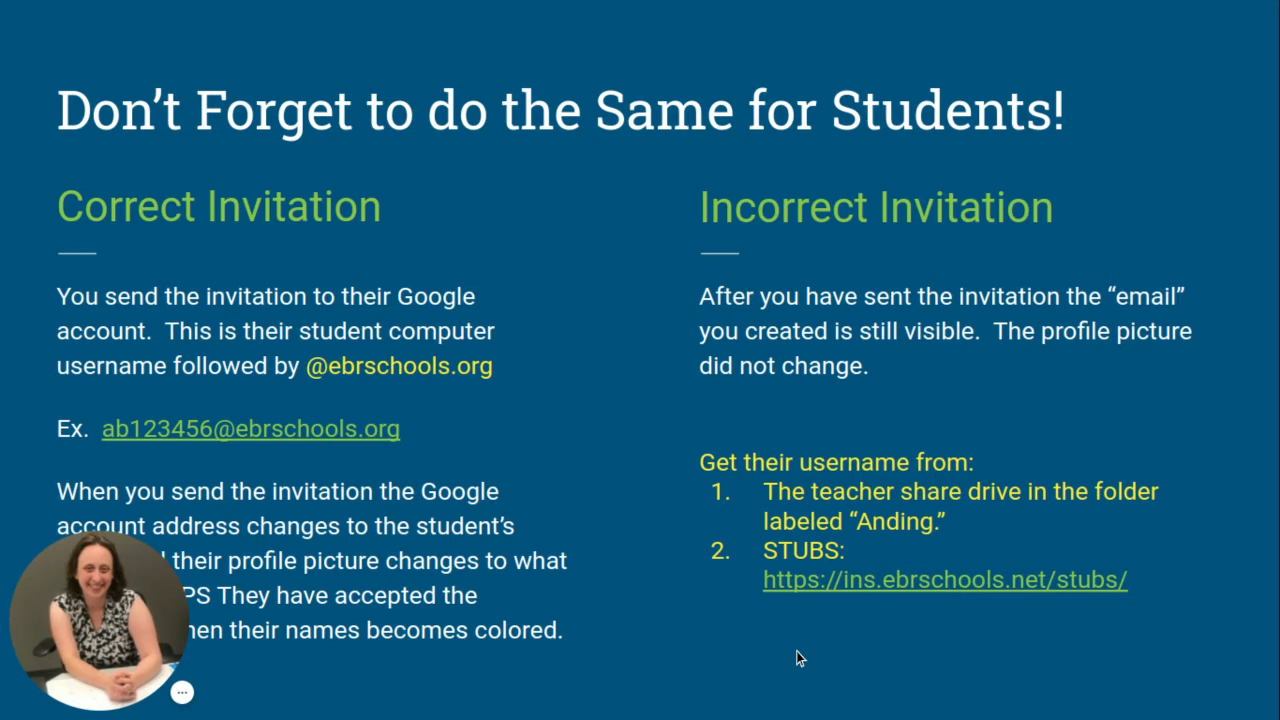 Don’t Forget to do the Same for Students!
Correct Invitation
You send the invitation to their Google
account.  This is their student computer
username followed by @ebrschools.org
Ex.  ab123456@ebrschools.org
When you send the invitation the Google
account address changes to the student’s
their profile picture changes to what
PS They have accepted the
their names becomes colored.
Incorrect Invitation
After you have sent the invitation the “email”
you created is still visible.  The profile picture
did not change.
Get their username from:
1. The teacher share drive in the folder
labeled “Anding.”
2. STUBS:
https://ins.ebrschools.net/stubs/